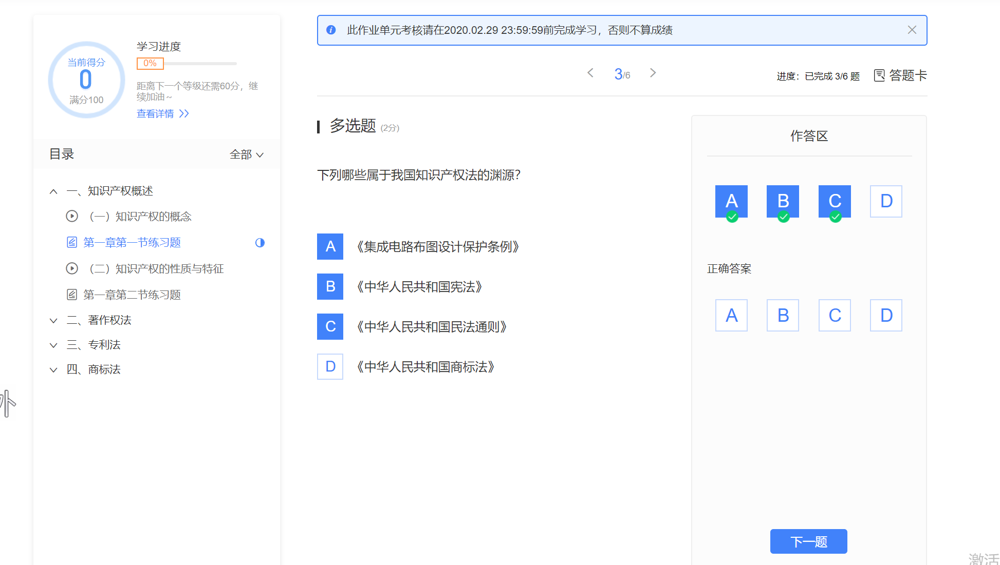 此作业单元考核请在2020.02.29 23:59:59前完成学习，否则不算成绩
当前得分
0
满分100
学习进度
0%
距离下一个等级还需60分，继
续加油～
查看详情
目录
全部
一、知识产权概述
（一）知识产权的概念
第一章第一节练习题
（二）知识产权的性质与特征
第一章第二节练习题
二、著作权法
三、专利法
四、商标法
3/6
进度：已完成 3/6 题
答题卡
多选题 (2分)
下列哪些属于我国知识产权法的渊源？
A 《集成电路布图设计保护条例》
B 《中华人民共和国宪法》
C 《中华人民共和国民法通则》
D 《中华人民共和国商标法》
作答区
A B C D
正确答案
A B C D
下一题
激活